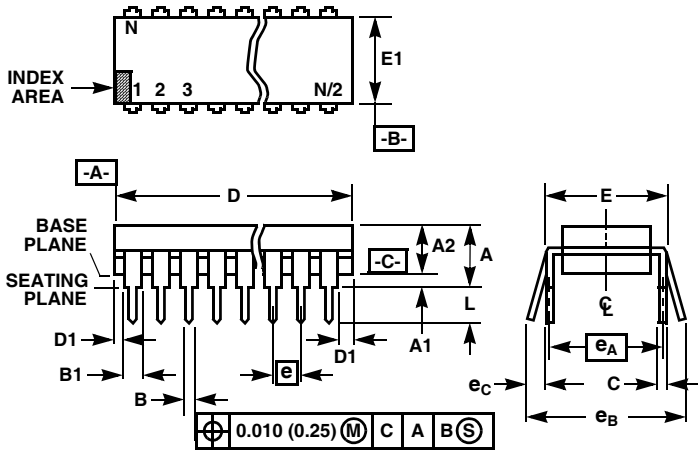 N
E1
INDEX
AREA
1 2 3 N/2
-B-
-A-
D
E
BASE
PLANE
A2
A
-C-
SEATING
PLANE
L
C
L
D1
A1
D1
eA
B1
e
eC
C
B
eB
0.010 (0.25) M C A B S